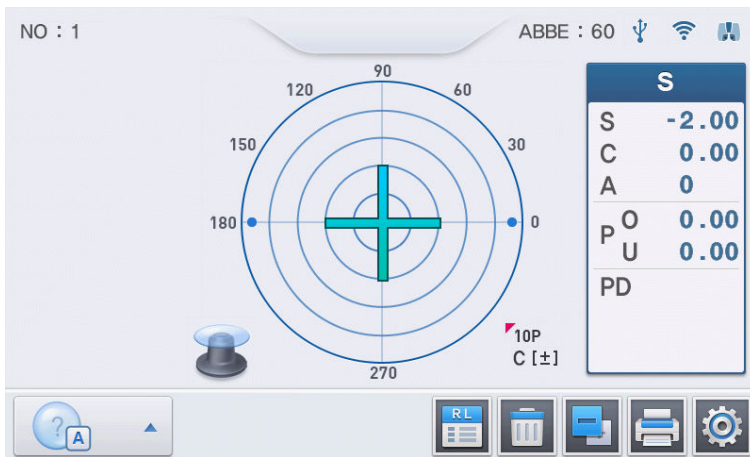 NO : 1
ABBE : 60
S
S -2.00
C 0.00
A 0
P O 0.00
U 0.00
PD
90
120 60
150 30
180 0
270
10P
C [±]
? A
RL